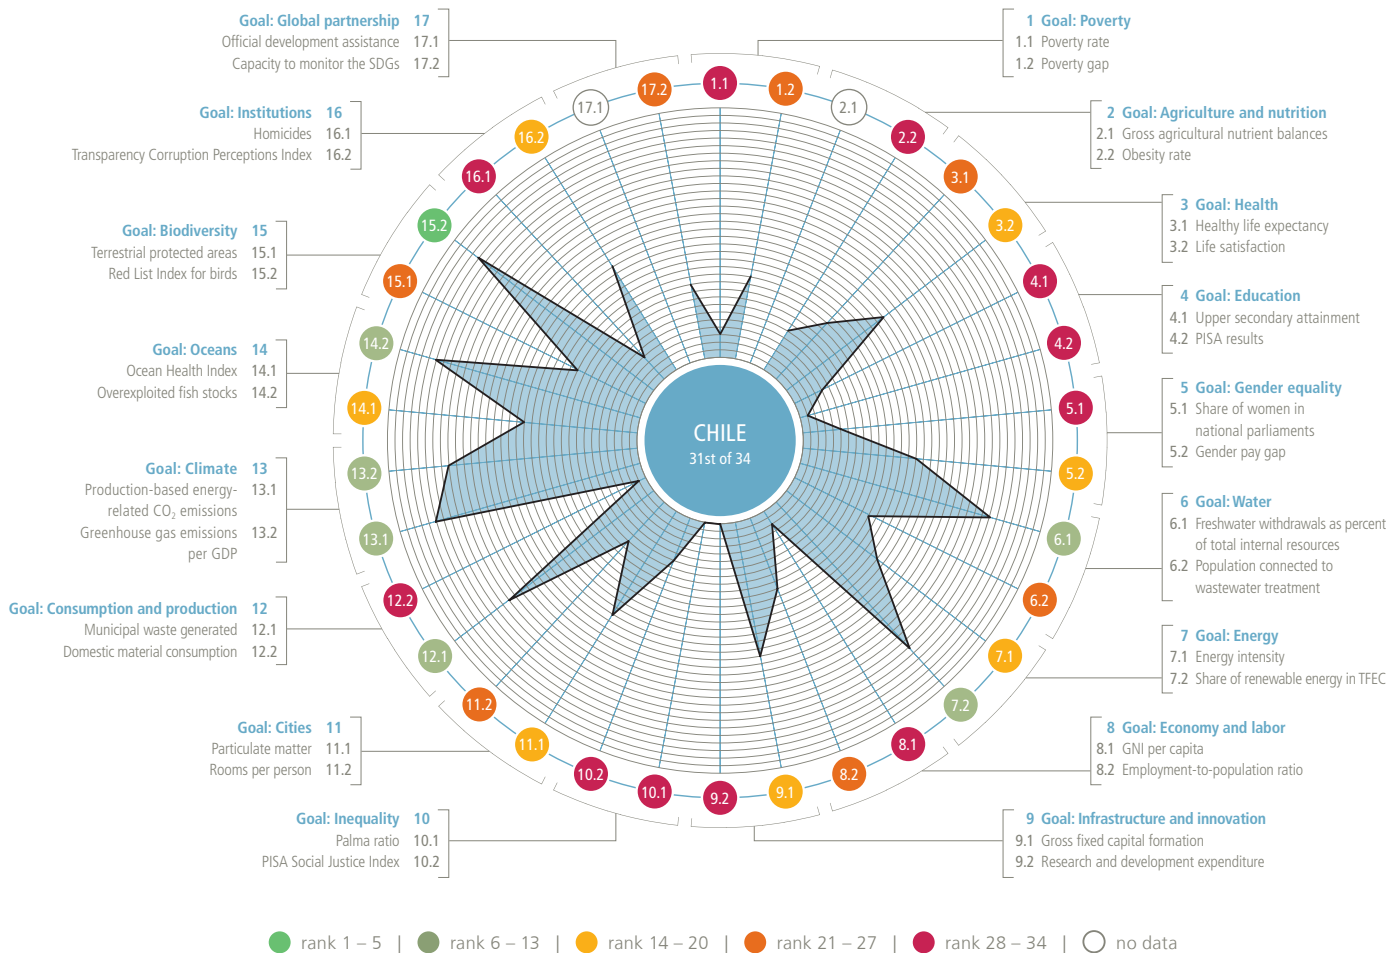 Goal: Global partnership 17
Official development assistance 17.1
Capacity to monitor the SDGs 17.2
Goal: Institutions 16
Homicides 16.1
Transparency Corruption Perceptions Index 16.2
Goal: Biodiversity 15
Terrestrial protected areas 15.1
Red List Index for birds 15.2
Goal: Oceans 14
Ocean Health Index 14.1
Overexploited fish stocks 14.2
Goal: Climate 13
Production-based energy- 13.1
related CO2 emissions
Greenhouse gas emissions 13.2
per GDP
Goal: Consumption and production 12
Municipal waste generated 12.1
Domestic material consumption 12.2
Goal: Cities 11
Particulate matter 11.1
Rooms per person 11.2
Goal: Inequality 10
Palma ratio 10.1
PISA Social Justice Index 10.2
1 Goal: Poverty
1.1 Poverty rate
1.2 Poverty gap
2 Goal: Agriculture and nutrition
2.1 Gross agricultural nutrient balances
2.2 Obesity rate
3 Goal: Health
3.1 Healthy life expectancy
3.2 Life satisfaction
4 Goal: Education
4.1 Upper secondary attainment
4.2 PISA results
5 Goal: Gender equality
5.1 Share of women in
national parliaments
5.2 Gender pay gap
6 Goal: Water
6.1 Freshwater withdrawals as percent
of total internal resources
6.2 Population connected to
wastewater treatment
7 Goal: Energy
7.1 Energy intensity
7.2 Share of renewable energy in TFEC
8 Goal: Economy and labor
8.1 GNI per capita
8.2 Employment-to-population ratio
9 Goal: Infrastructure and innovation
9.1 Gross fixed capital formation
9.2 Research and development expenditure
1.1
1.2
2.1
2.2
3.1
3.2
4.1
4.2
5.1
5.2
6.1
6.2
7.1
7.2
8.1
8.2
9.1
9.2
10.1
10.2
11.1
11.2
12.1
12.2
13.1
13.2
14.1
14.2
15.1
15.2
16.1
16.2
17.1
17.2
CHILE
31st of 34
rank 1 – 5 | rank 6 – 13 | rank 14 – 20 | rank 21 – 27 | rank 28 – 34 | no data